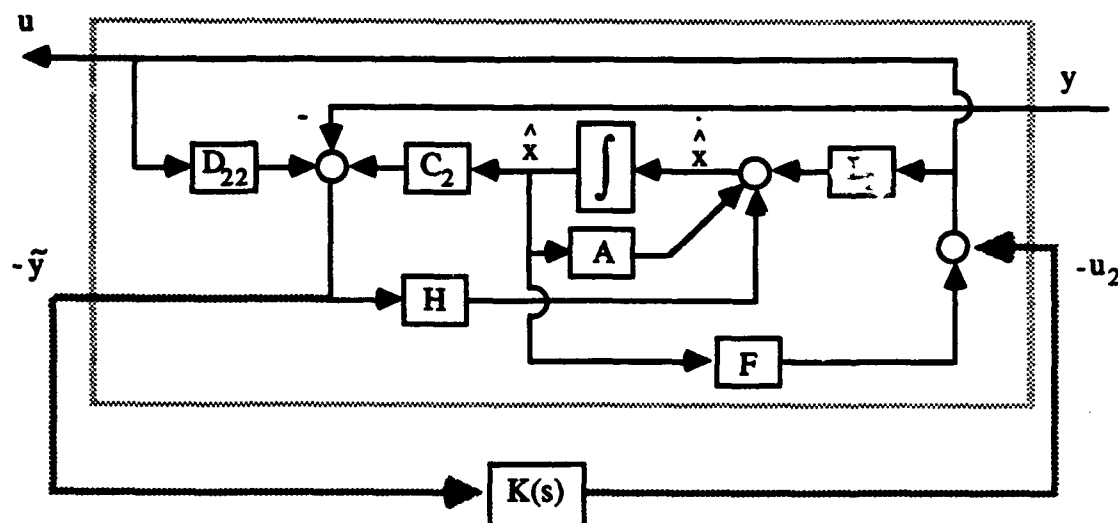 u
y
-
x̂
x̂̇
D₂₂
C₂
∫
A
-ỹ
-u₂
H
F
K(s)